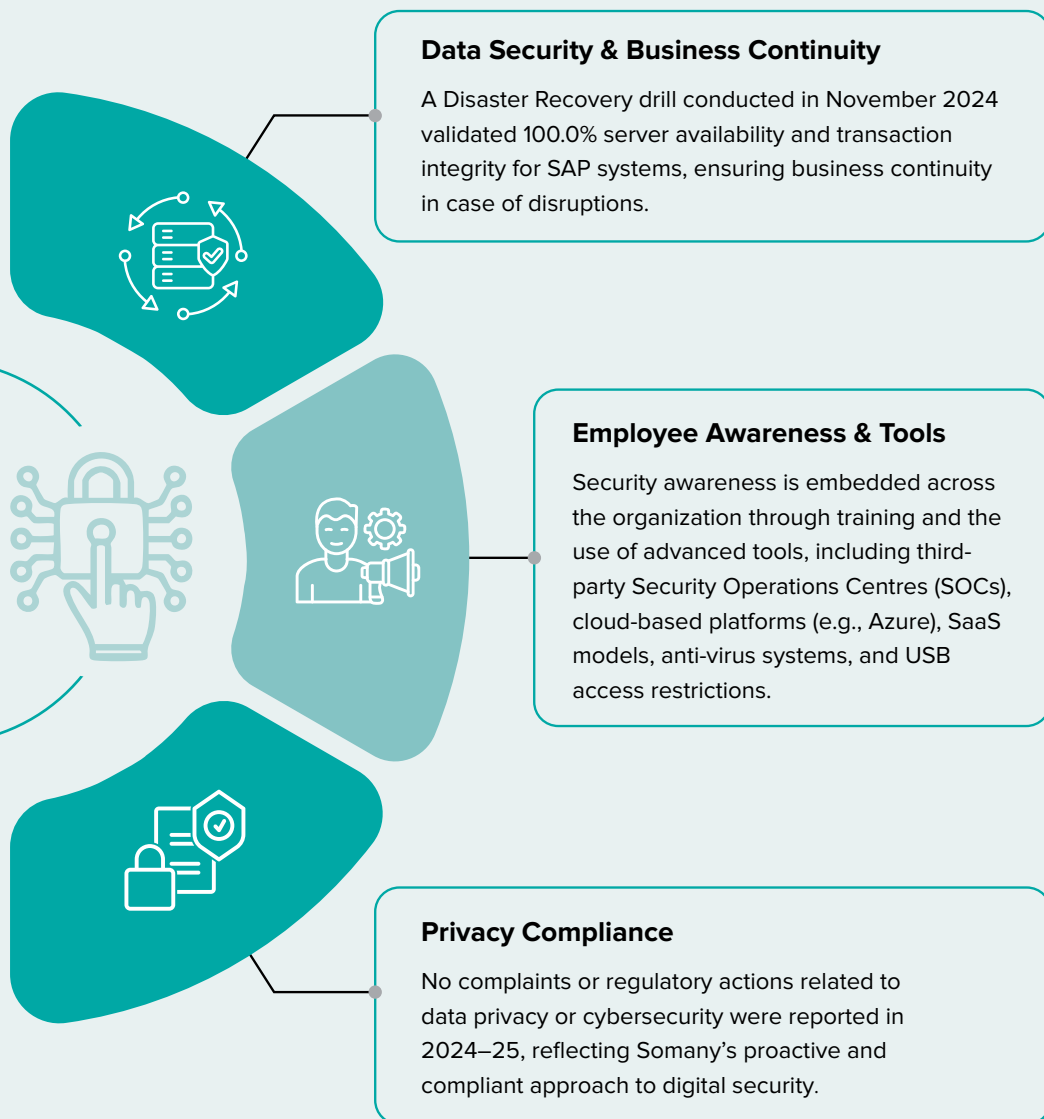 Data Security & Business Continuity
A Disaster Recovery drill conducted in November 2024
validated 100.0% server availability and transaction
integrity for SAP systems, ensuring business continuity
in case of disruptions.
Employee Awareness & Tools
Security awareness is embedded across
the organization through training and the
use of advanced tools, including third-
party Security Operations Centres (SOCs),
cloud-based platforms (e.g., Azure), SaaS
models, anti-virus systems, and USB
access restrictions.
Privacy Compliance
No complaints or regulatory actions related to
data privacy or cybersecurity were reported in
2024–25, reflecting Somany’s proactive and
compliant approach to digital security.